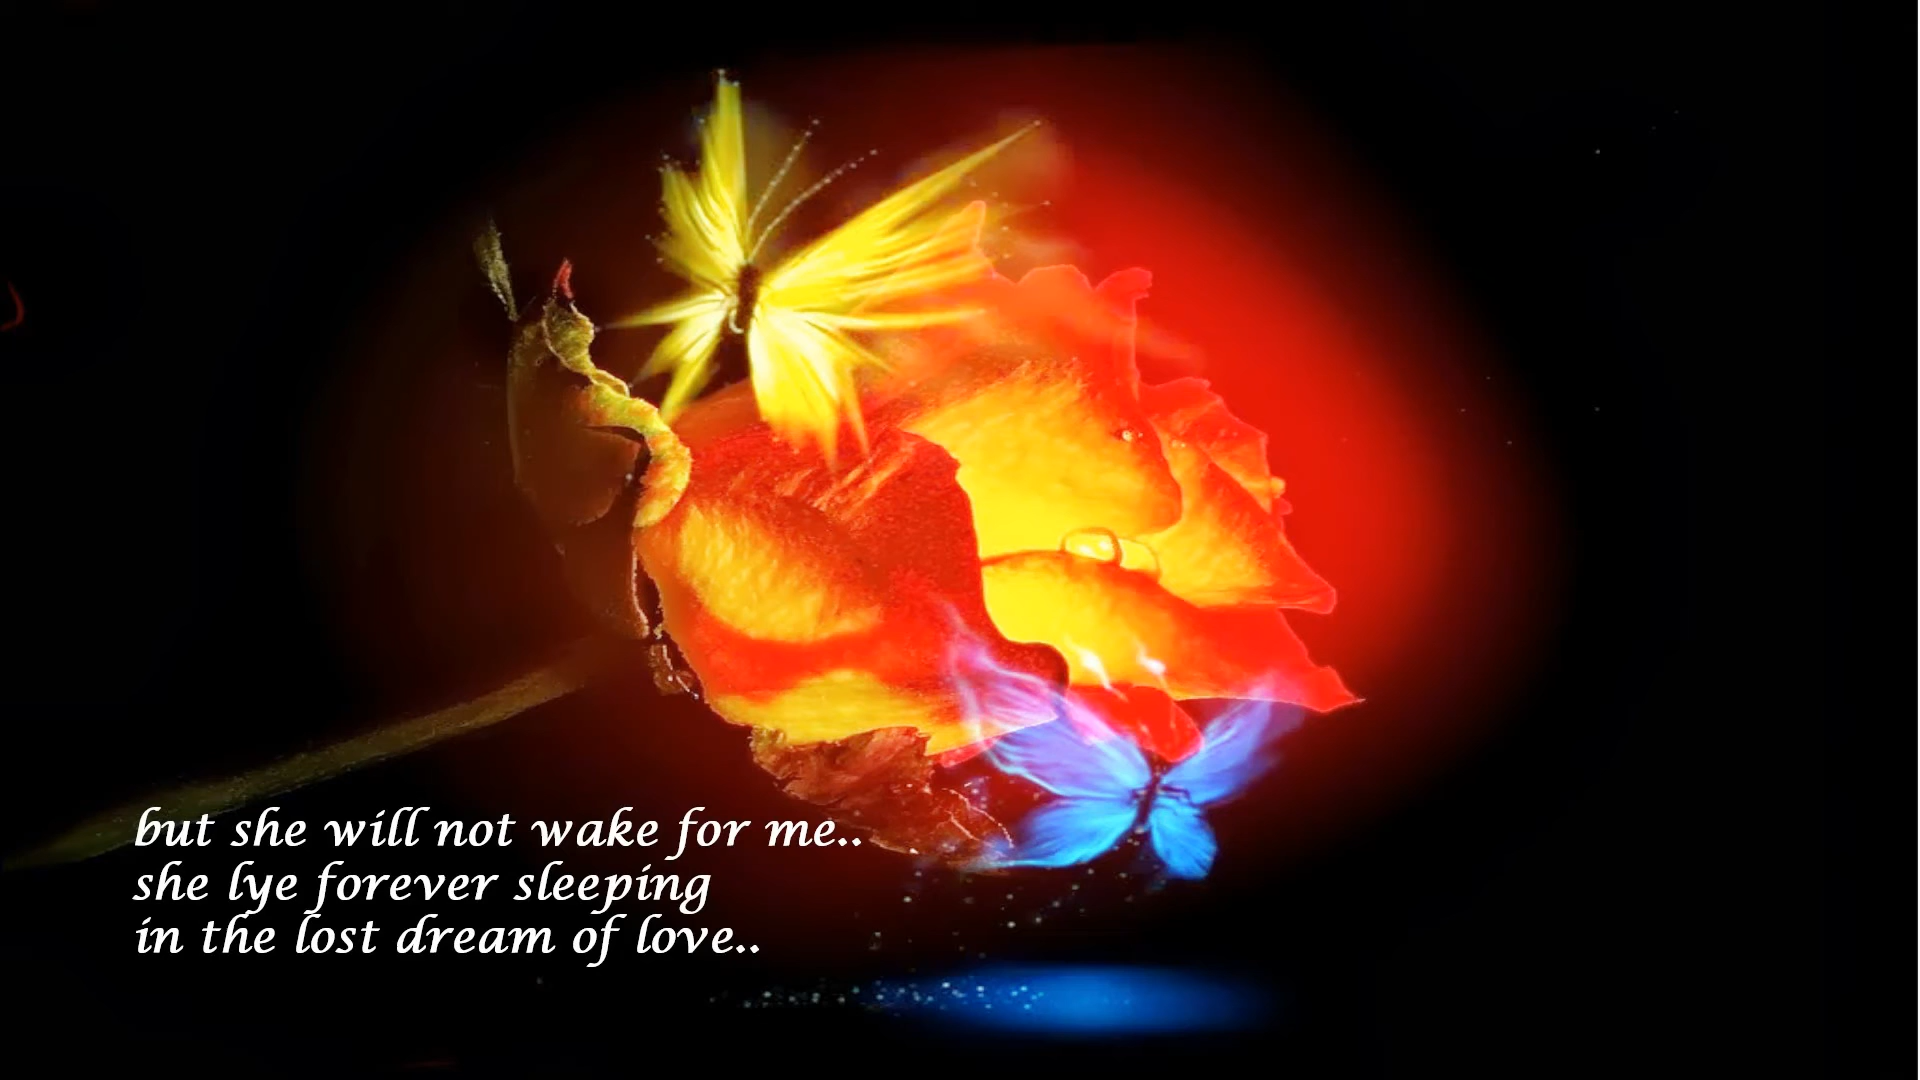 but she will not wake for me..
she lye forever sleeping
in the lost dream of love..